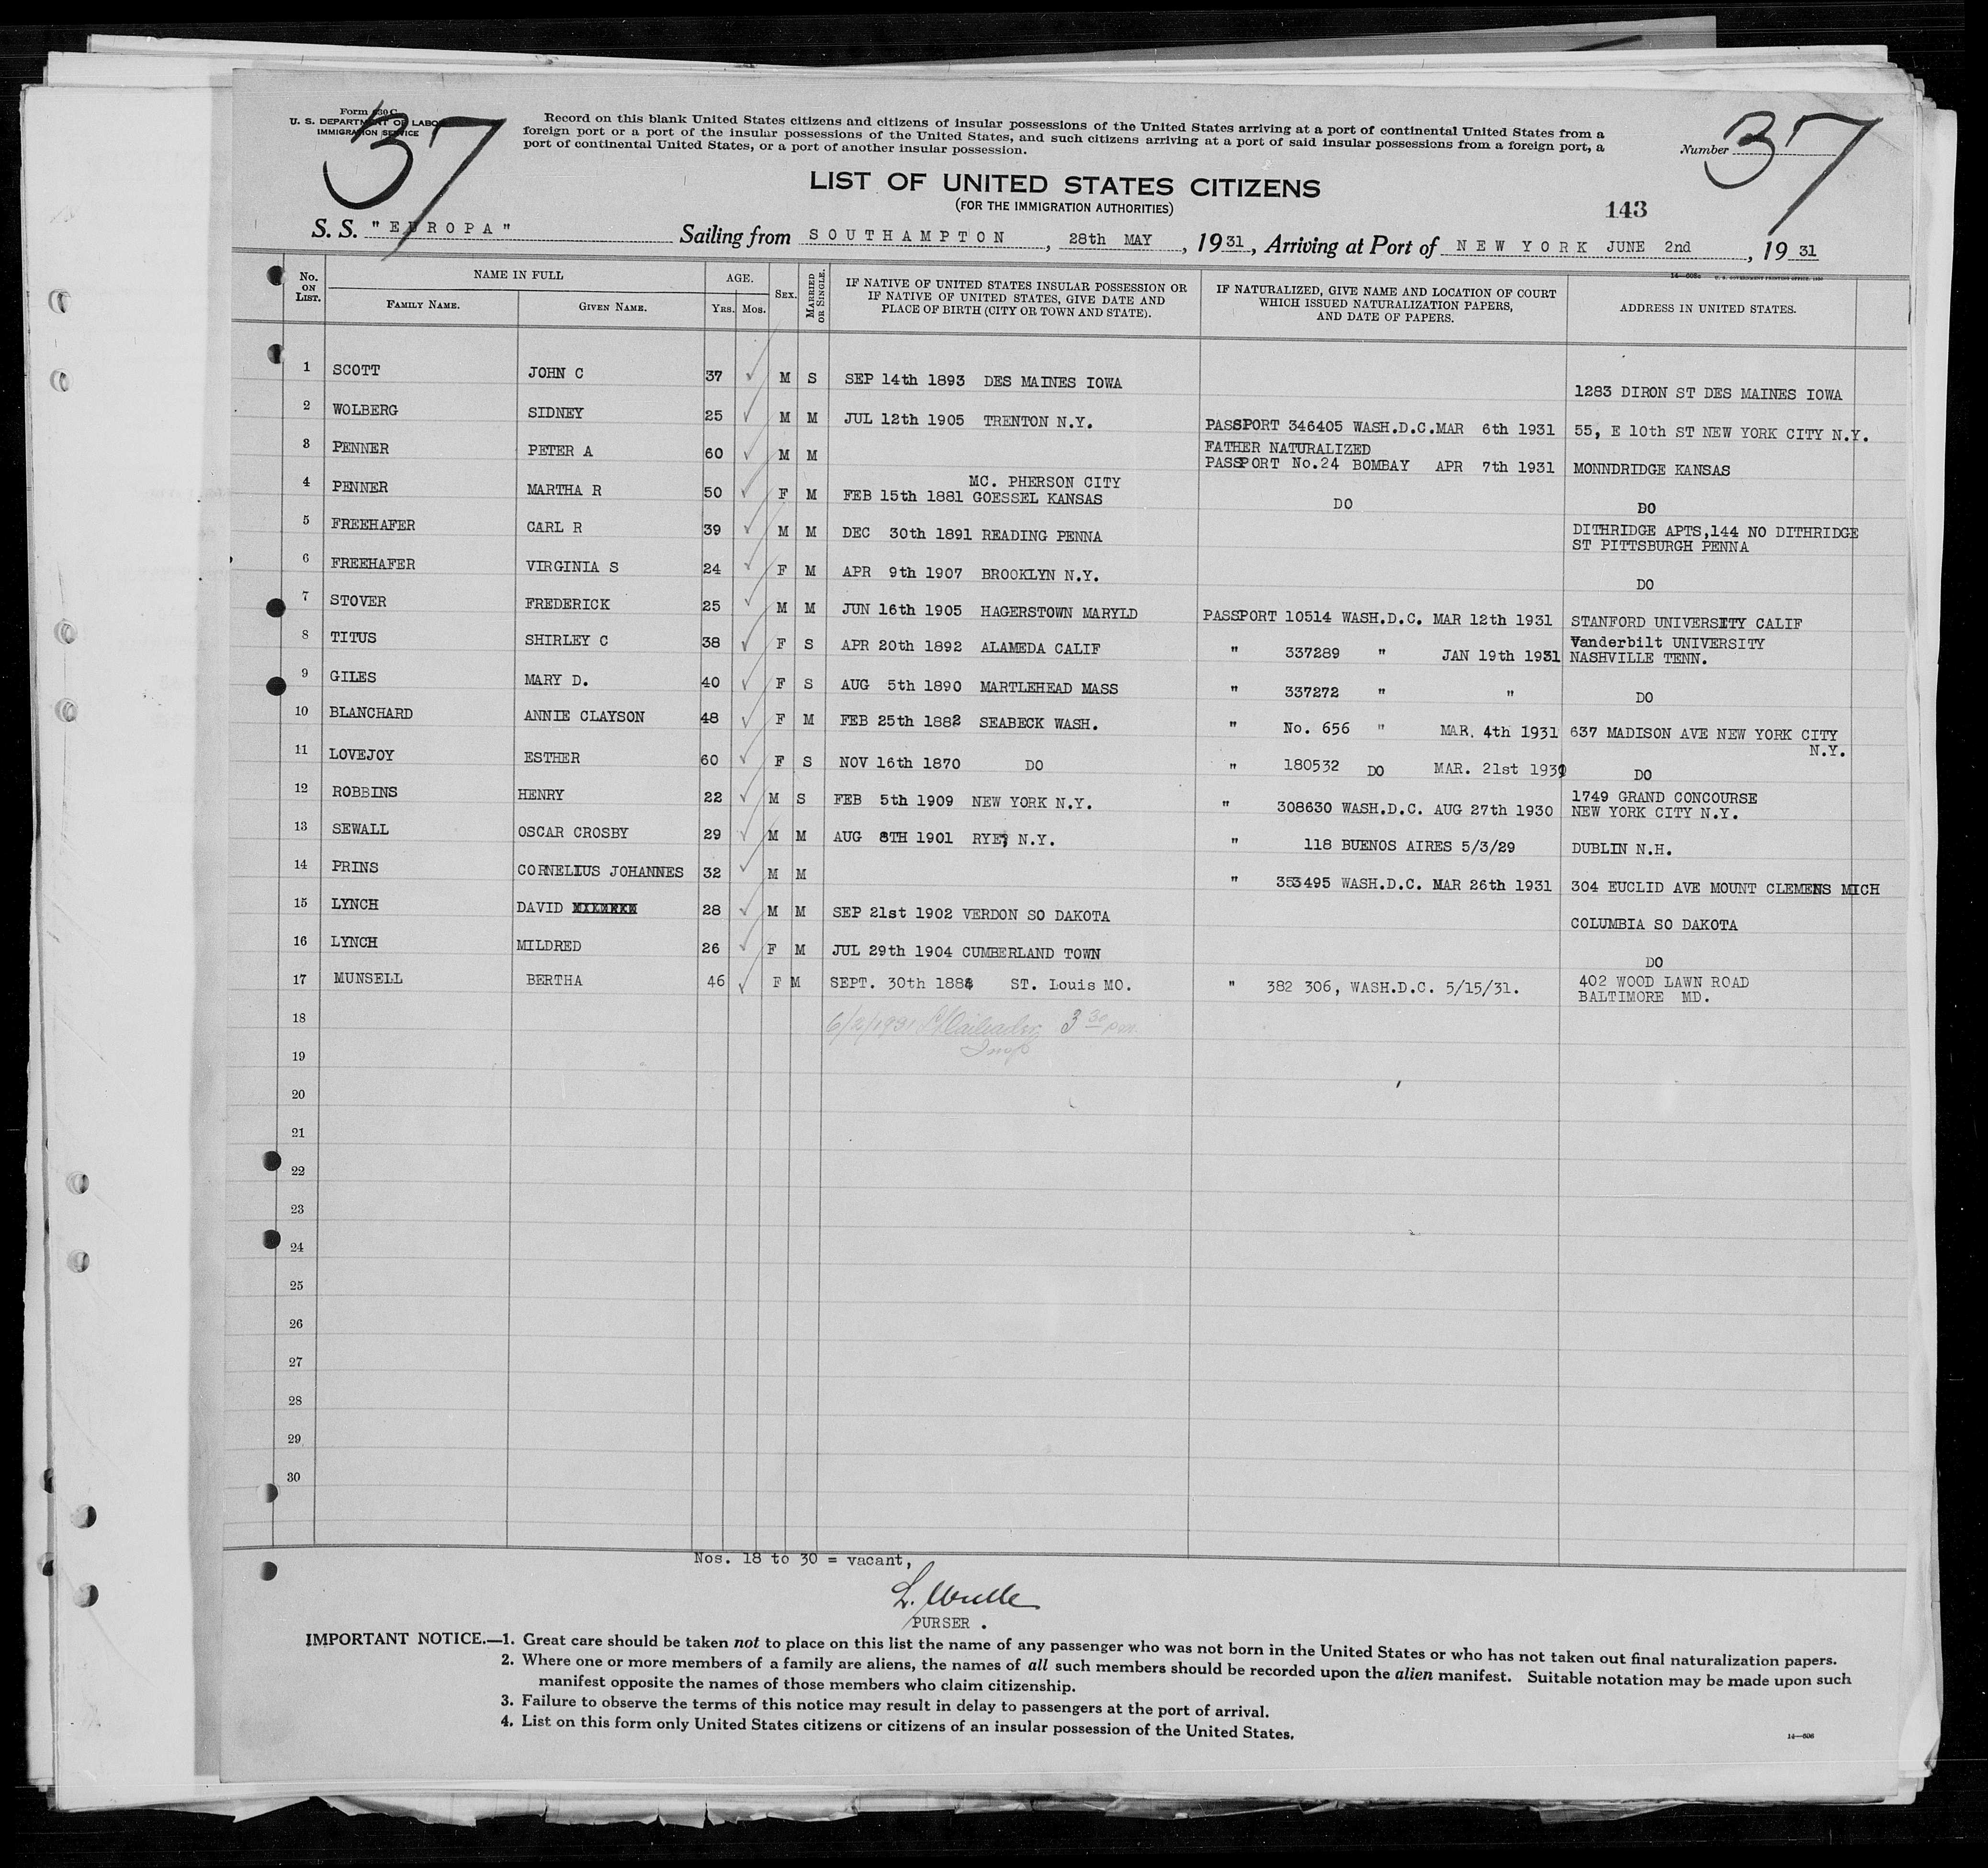 Form 630 C
U. S. DEPARTMENT OF LABOR
IMMIGRATION SERVICE
37
Record on this blank United States citizens and citizens of insular possessions of the United States arriving at a port of continental United States from a
foreign port or a port of the insular possessions of the United States, and such citizens arriving at a port of said insular possessions from a foreign port, a
port of continental United States, or a port of another insular possession.
Number 37
LIST OF UNITED STATES CITIZENS
(FOR THE IMMIGRATION AUTHORITIES)
143
S. S. "EUROPA" Sailing from SOUTHAMPTON, 28th MAY, 1931, Arriving at Port of NEW YORK JUNE 2nd, 1931
14—608c U. S. GOVERNMENT PRINTING OFFICE: 1930
No. ON LIST. NAME IN FULL FAMILY NAME. GIVEN NAME. AGE. YRS. MOS. SEX. MARRIED OR SINGLE. IF NATIVE OF UNITED STATES INSULAR POSSESSION OR IF NATIVE OF UNITED STATES, GIVE DATE AND PLACE OF BIRTH (CITY OR TOWN AND STATE). IF NATURALIZED, GIVE NAME AND LOCATION OF COURT WHICH ISSUED NATURALIZATION PAPERS, AND DATE OF PAPERS. ADDRESS IN UNITED STATES.
1 SCOTT JOHN C 37 M S SEP 14th 1893 DES MAINES IOWA 1283 DIRON ST DES MAINES IOWA
2 WOLBERG SIDNEY 25 M M JUL 12th 1905 TRENTON N.Y. PASSPORT 346405 WASH.D.C.MAR 6th 1931 55, E 10th ST NEW YORK CITY N.Y.
3 PENNER PETER A 60 M M FATHER NATURALIZED
PASSPORT No.24 BOMBAY APR 7th 1931 MONNDRIDGE KANSAS
MC. PHERSON CITY
4 PENNER MARTHA R 50 F M FEB 15th 1881 GOESSEL KANSAS DO DO
5 FREEHAFER CARL R 39 M M DEC 30th 1891 READING PENNA DITHRIDGE APTS,144 NO DITHRIDGE
ST PITTSBURGH PENNA
6 FREEHAFER VIRGINIA S 24 F M APR 9th 1907 BROOKLYN N.Y. DO
7 STOVER FREDERICK 25 M M JUN 16th 1905 HAGERSTOWN MARYLD PASSPORT 10514 WASH.D.C. MAR 12th 1931 STANFORD UNIVERSITY CALIF
8 TITUS SHIRLEY C 38 F S APR 20th 1892 ALAMEDA CALIF " 337289 " JAN 19th 1931 Vanderbilt UNIVERSITY
NASHVILLE TENN.
9 GILES MARY D. 40 F S AUG 5th 1890 MARTLEHEAD MASS " 337272 " " DO
10 BLANCHARD ANNIE CLAYSON 48 F M FEB 25th 1882 SEABECK WASH. " No. 656 " MAR. 4th 1931 637 MADISON AVE NEW YORK CITY
N.Y.
11 LOVEJOY ESTHER 60 F S NOV 16th 1870 DO " 180532 DO MAR. 21st 1931 DO
12 ROBBINS HENRY 22 M S FEB 5th 1909 NEW YORK N.Y. " 308630 WASH.D.C. AUG 27th 1930 1749 GRAND CONCOURSE
NEW YORK CITY N.Y.
13 SEWALL OSCAR CROSBY 29 M M AUG 8TH 1901 RYE, N.Y. " 118 BUENOS AIRES 5/3/29 DUBLIN N.H.
14 PRINS CORNELIUS JOHANNES 32 M M " 353495 WASH.D.C. MAR 26th 1931 304 EUCLID AVE MOUNT CLEMENS MICH
15 LYNCH DAVID 28 M M SEP 21st 1902 VERDON SO DAKOTA COLUMBIA SO DAKOTA
16 LYNCH MILDRED 26 F M JUL 29th 1904 CUMBERLAND TOWN DO
17 MUNSELL BERTHA 46 F M SEPT. 30th 1884 ST. Louis MO. " 382 306, WASH.D.C. 5/15/31. 402 WOOD LAWN ROAD
BALTIMORE MD.
18 6/2/1931 3 30 pm.
Insp
19
20
21
22
23
24
25
26
27
28
29
30
Nos. 18 to 30 = vacant,
PURSER .
IMPORTANT NOTICE.—1. Great care should be taken not to place on this list the name of any passenger who was not born in the United States or who has not taken out final naturalization papers.
2. Where one or more members of a family are aliens, the names of all such members should be recorded upon the alien manifest. Suitable notation may be made upon such
manifest opposite the names of those members who claim citizenship.
3. Failure to observe the terms of this notice may result in delay to passengers at the port of arrival.
4. List on this form only United States citizens or citizens of an insular possession of the United States.
14—608